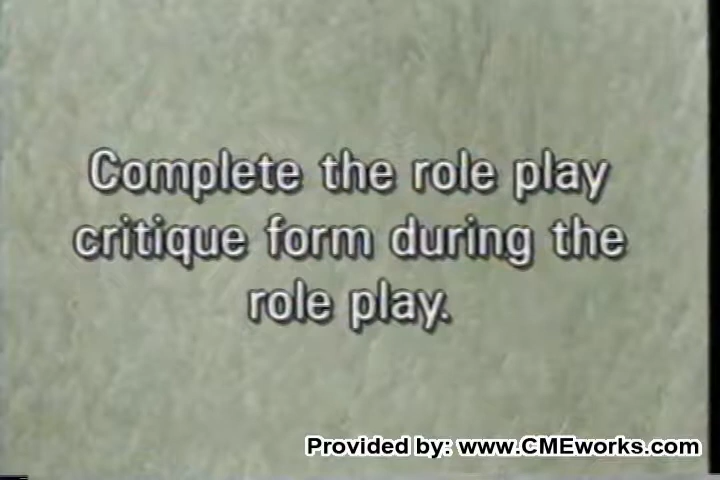 Complete the role play
critique form during the
role play.
Provided by: www.CMEworks.com